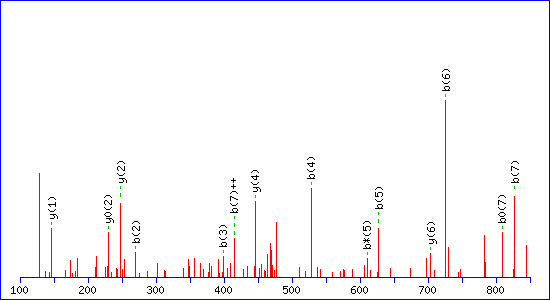 y(1)
y0(2)
y(2)
b(2)
b(3)
b(7)++
y(4)
b(4)
b*(5)
b(5)
y(6)
b(6)
b0(7)
b(7)
100 200 300 400 500 600 700 800